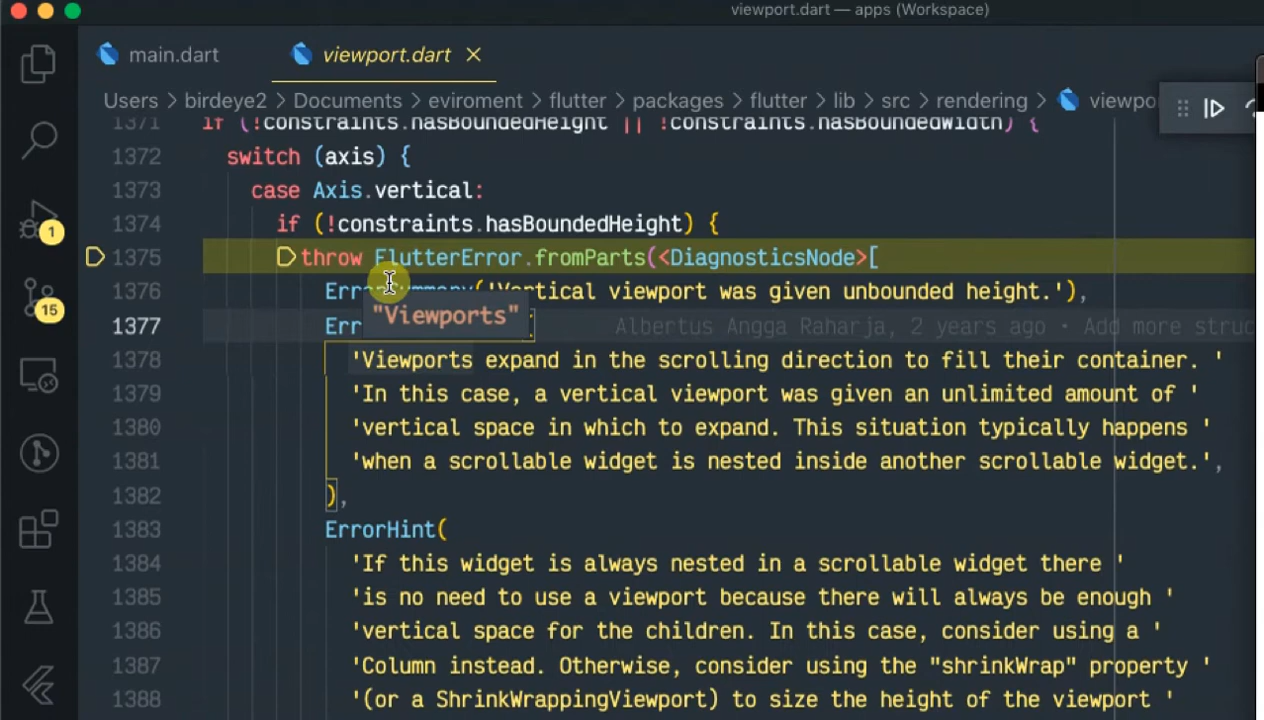 viewport.dart — apps (Workspace)
main.dart
viewport.dart
Users > birdeye2 > Documents > eviroment > flutter > packages > flutter > lib > src > rendering > viewpo
1371 if (!constraints.hasBoundedHeight || !constraints.hasBoundedWidth) {
1372 switch (axis) {
1373 case Axis.vertical:
1374 if (!constraints.hasBoundedHeight) {
1375 throw FlutterError.fromParts(<DiagnosticsNode>[
1376 ErrorSummary('Vertical viewport was given unbounded height.'),
"Viewports"
1377 Err Albertus Angga Raharja, 2 years ago • Add more struc
1378 'Viewports expand in the scrolling direction to fill their container. '
1379 'In this case, a vertical viewport was given an unlimited amount of '
1380 'vertical space in which to expand. This situation typically happens '
1381 'when a scrollable widget is nested inside another scrollable widget.',
1382 ),
1383 ErrorHint(
1384 'If this widget is always nested in a scrollable widget there '
1385 'is no need to use a viewport because there will always be enough '
1386 'vertical space for the children. In this case, consider using a '
1387 'Column instead. Otherwise, consider using the "shrinkWrap" property '
1388 '(or a ShrinkWrappingViewport) to size the height of the viewport '
1
15